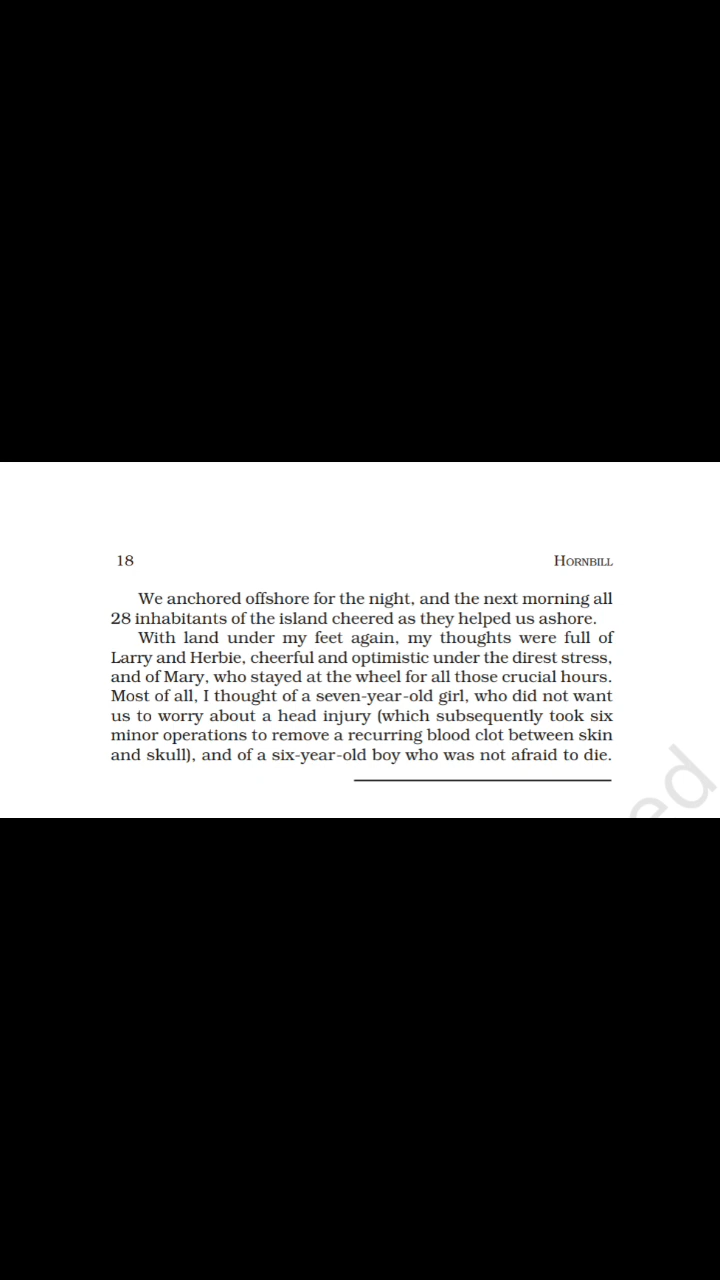 18 HORNBILL
We anchored offshore for the night, and the next morning all
28 inhabitants of the island cheered as they helped us ashore.
With land under my feet again, my thoughts were full of
Larry and Herbie, cheerful and optimistic under the direst stress,
and of Mary, who stayed at the wheel for all those crucial hours.
Most of all, I thought of a seven-year-old girl, who did not want
us to worry about a head injury (which subsequently took six
minor operations to remove a recurring blood clot between skin
and skull), and of a six-year-old boy who was not afraid to die.
ed